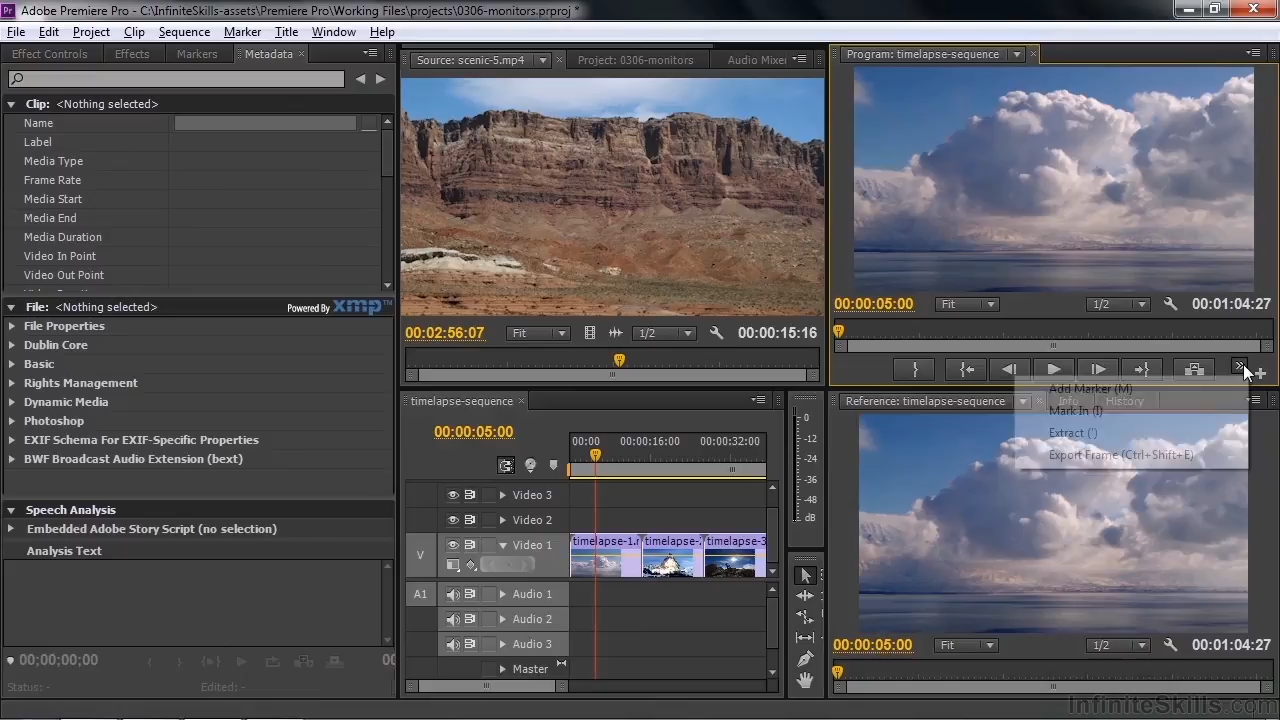 Pr Adobe Premiere Pro - C:\InfiniteSkills-assets\Premiere Pro\Working Files\projects\0306-monitors.prproj *
File Edit Project Clip Sequence Marker Title Window Help
Effect Controls Effects Markers Metadata ×
Clip: <Nothing selected>
Name
Label
Media Type
Frame Rate
Media Start
Media End
Media Duration
Video In Point
Video Out Point
File: <Nothing selected> Powered By xmp™
File Properties
Dublin Core
Basic
Rights Management
Dynamic Media
Photoshop
EXIF Schema For EXIF-Specific Properties
BWF Broadcast Audio Extension (bext)
Speech Analysis
Embedded Adobe Story Script (no selection)
Analysis Text
00;00;00;00 00
Status: - Edited: -
Source: scenic-5.mp4 × Project: 0306-monitors Audio Mixer
00:02:56:07 Fit 1/2 00:00:15:16
Program: timelapse-sequence ×
00:00:05:00 Fit 1/2 00:01:04:27
Add Marker (M)
Mark In (I)
Extract (')
Export Frame (Ctrl+Shift+E)
timelapse-sequence ×
00:00:05:00
00:00 00:00:16:00 00:00:32:00
Video 3
Video 2
V Video 1 timelapse-1.m timelapse- timelapse-3
A1 Audio 1
Audio 2
Audio 3
Master
0
-12
-24
-36
-48
dB
Reference: timelapse-sequence × Info History
00:00:05:00 Fit 1/2 00:01:04:27
InfiniteSkills.com